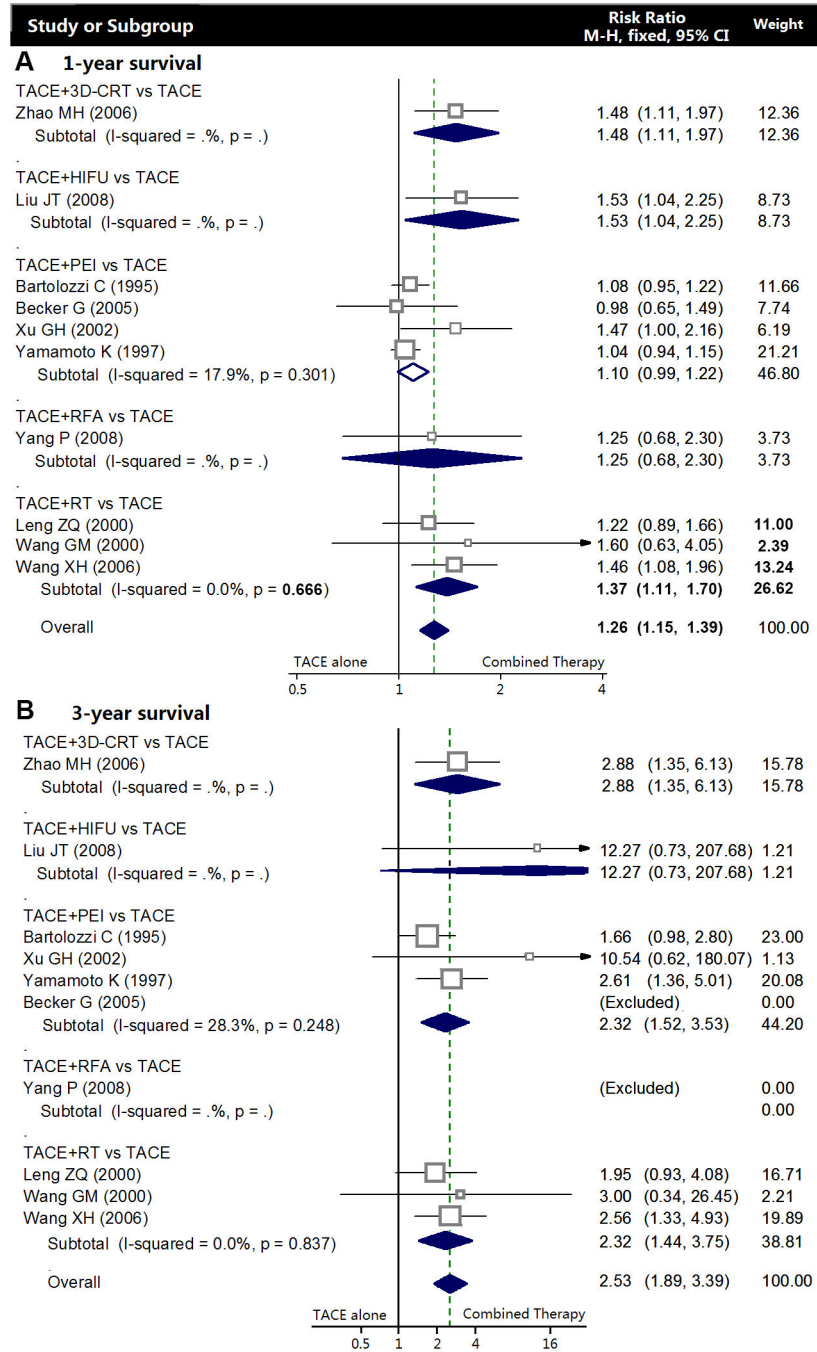 Study or Subgroup Risk Ratio M-H, fixed, 95% CI Weight
A 1-year survival
TACE+3D-CRT vs TACE
Zhao MH (2006) 1.48 (1.11, 1.97) 12.36
Subtotal (I-squared = .%, p = .) 1.48 (1.11, 1.97) 12.36
.
TACE+HIFU vs TACE
Liu JT (2008) 1.53 (1.04, 2.25) 8.73
Subtotal (I-squared = .%, p = .) 1.53 (1.04, 2.25) 8.73
.
TACE+PEI vs TACE
Bartolozzi C (1995) 1.08 (0.95, 1.22) 11.66
Becker G (2005) 0.98 (0.65, 1.49) 7.74
Xu GH (2002) 1.47 (1.00, 2.16) 6.19
Yamamoto K (1997) 1.04 (0.94, 1.15) 21.21
Subtotal (I-squared = 17.9%, p = 0.301) 1.10 (0.99, 1.22) 46.80
.
TACE+RFA vs TACE
Yang P (2008) 1.25 (0.68, 2.30) 3.73
Subtotal (I-squared = .%, p = .) 1.25 (0.68, 2.30) 3.73
.
TACE+RT vs TACE
Leng ZQ (2000) 1.22 (0.89, 1.66) 11.00
Wang GM (2000) 1.60 (0.63, 4.05) 2.39
Wang XH (2006) 1.46 (1.08, 1.96) 13.24
Subtotal (I-squared = 0.0%, p = 0.666) 1.37 (1.11, 1.70) 26.62
Overall 1.26 (1.15, 1.39) 100.00
TACE alone Combined Therapy
0.5 1 2 4
B 3-year survival
TACE+3D-CRT vs TACE
Zhao MH (2006) 2.88 (1.35, 6.13) 15.78
Subtotal (I-squared = .%, p = .) 2.88 (1.35, 6.13) 15.78
.
TACE+HIFU vs TACE
Liu JT (2008) 12.27 (0.73, 207.68) 1.21
Subtotal (I-squared = .%, p = .) 12.27 (0.73, 207.68) 1.21
.
TACE+PEI vs TACE
Bartolozzi C (1995) 1.66 (0.98, 2.80) 23.00
Xu GH (2002) 10.54 (0.62, 180.07) 1.13
Yamamoto K (1997) 2.61 (1.36, 5.01) 20.08
Becker G (2005) (Excluded) 0.00
Subtotal (I-squared = 28.3%, p = 0.248) 2.32 (1.52, 3.53) 44.20
.
TACE+RFA vs TACE
Yang P (2008) (Excluded) 0.00
Subtotal (I-squared = .%, p = .) 0.00
.
TACE+RT vs TACE
Leng ZQ (2000) 1.95 (0.93, 4.08) 16.71
Wang GM (2000) 3.00 (0.34, 26.45) 2.21
Wang XH (2006) 2.56 (1.33, 4.93) 19.89
Subtotal (I-squared = 0.0%, p = 0.837) 2.32 (1.44, 3.75) 38.81
.
Overall 2.53 (1.89, 3.39) 100.00
TACE alone Combined Therapy
0.5 1 2 4 16